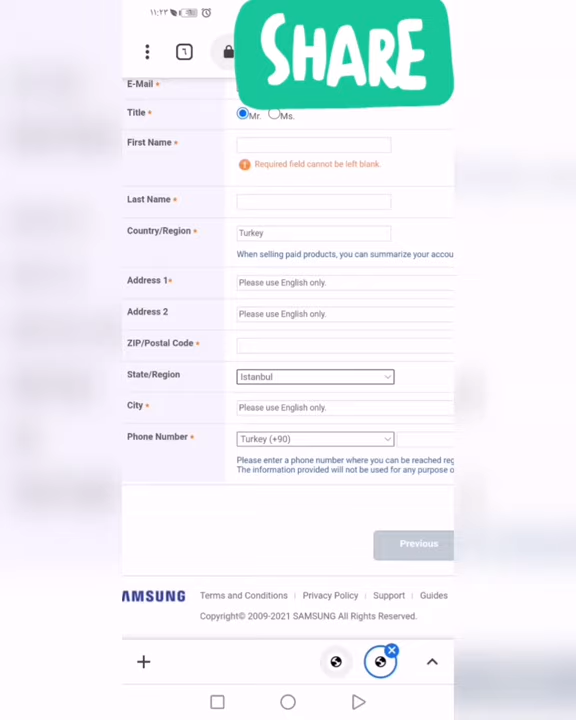 ١١:٢٣
SHARE
E-Mail •
Title •
Mr.
Ms.
First Name •
Required field cannot be left blank.
Last Name •
Country/Region •
Turkey
When selling paid products, you can summarize your accou
Address 1•
Please use English only.
Address 2
Please use English only.
ZIP/Postal Code •
State/Region
Istanbul
City •
Please use English only.
Phone Number •
Turkey (+90)
Please enter a phone number where you can be reached reg
The information provided will not be used for any purpose o
Previous
AMSUNG
Terms and Conditions | Privacy Policy | Support | Guides
Copyright© 2009-2021 SAMSUNG All Rights Reserved.